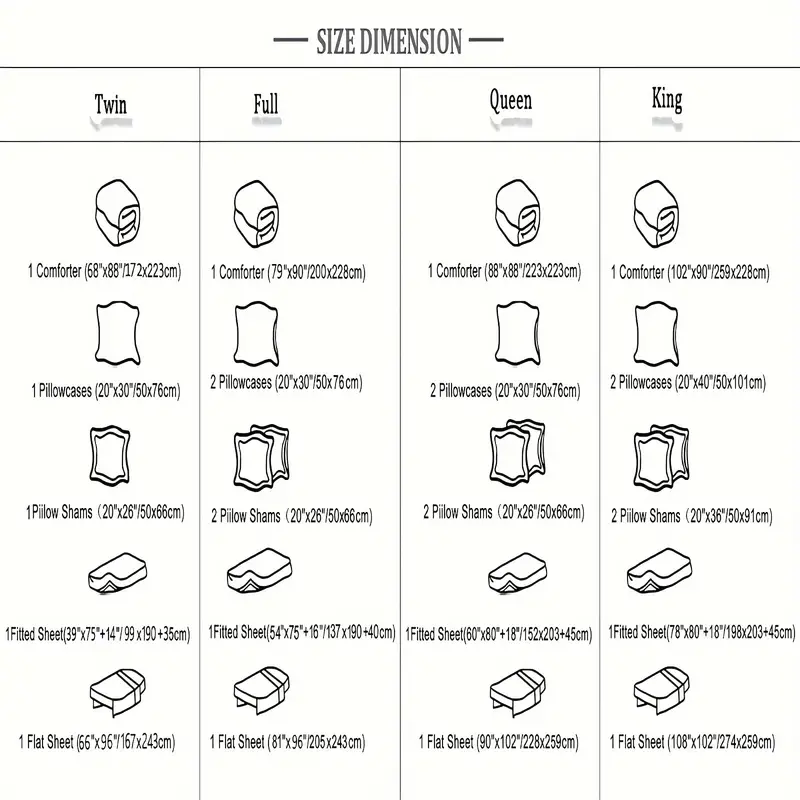 SIZE DIMENSION
Twin
Full
Queen
King
1 Comforter (68"x88"/172x223cm)
1 Comforter (79"x90"/200x228cm)
1 Comforter (88"x88"/223x223cm)
1 Comforter (102"x90"/259x228cm)
1 Pillowcases (20"x30"/50x76cm)
2 Pillowcases (20"x30"/50x76cm)
2 Pillowcases (20"x30"/50x76cm)
2 Pillowcases (20"x40"/50x101cm)
1Piilow Shams (20"x26"/50x66cm)
2 Piilow Shams (20"x26"/50x66cm)
2 Piilow Shams (20"x26"/50x66cm)
2 Piilow Shams (20"x36"/50x91cm)
1Fitted Sheet(39"x75"+14"/ 99x190+35cm)
1Fitted Sheet(54"x75"+16"/137x190+40cm)
1Fitted Sheet(60"x80"+18"/152x203+45cm)
1Fitted Sheet(78"x80"+18"/198x203+45cm)
1 Flat Sheet (66"x96"/167x243cm)
1 Flat Sheet (81"x96"/205x243cm)
1 Flat Sheet (90"x102"/228x259cm)
1 Flat Sheet (108"x102"/274x259cm)